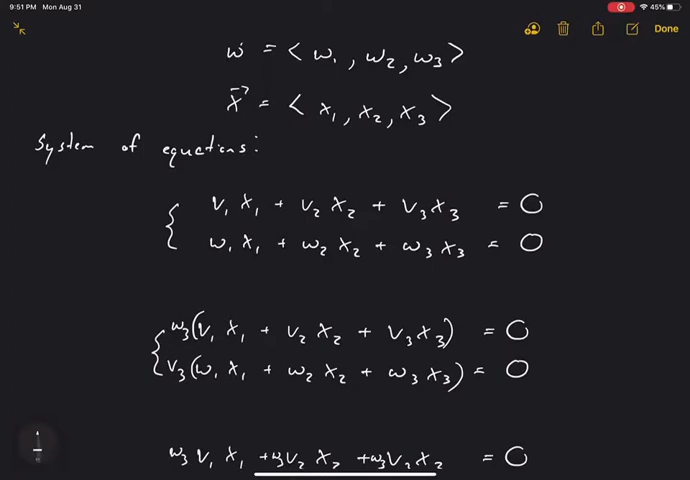 9:51 PM Mon Aug 31
45%
Done
w = < w₁, w₂, w₃ >
x⃗ = < x₁, x₂, x₃ >
System of equations:
{ v₁ x₁ + v₂ x₂ + v₃ x₃ = 0
w₁ x₁ + w₂ x₂ + w₃ x₃ = 0
{ w₃(v₁ x₁ + v₂ x₂ + v₃ x₃) = 0
v₃(w₁ x₁ + w₂ x₂ + w₃ x₃) = 0
w₃ v₁ x₁ + w₃ v₂ x₂ + w₃ v₂ x₂ = 0